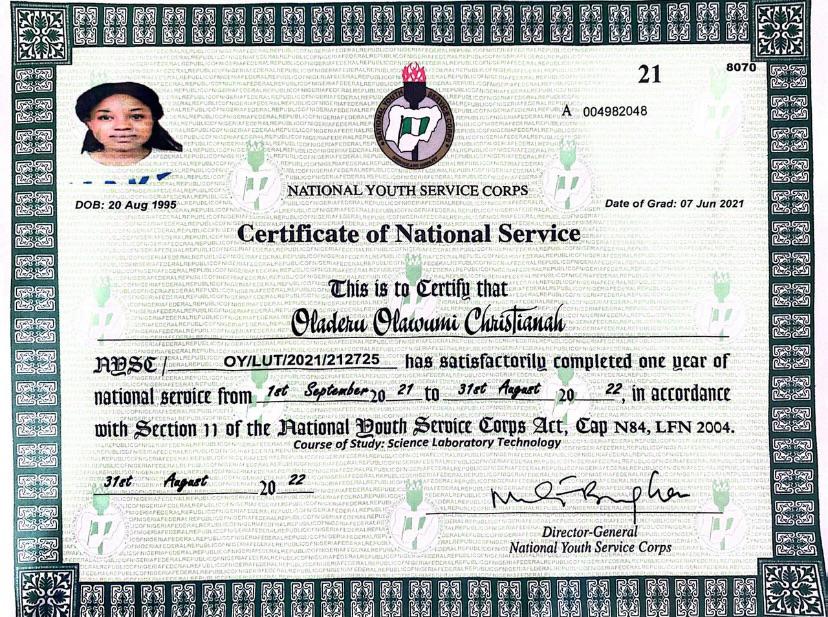 21
8070
A 004982048
NATIONAL YOUTH SERVICE CORPS
DOB: 20 Aug 1995
Date of Grad: 07 Jun 2021
Certificate of National Service
This is to Certify that
Oladeru Olawumi Christianah
NYSC/ OY/LUT/2021/212725 has satisfactorily completed one year of
national service from 1st September 20 21 to 31st August 20 22, in accordance
with Section 11 of the National Youth Service Corps Act, Cap N84, LFN 2004.
Course of Study: Science Laboratory Technology
31st August 20 22
Director-General
National Youth Service Corps